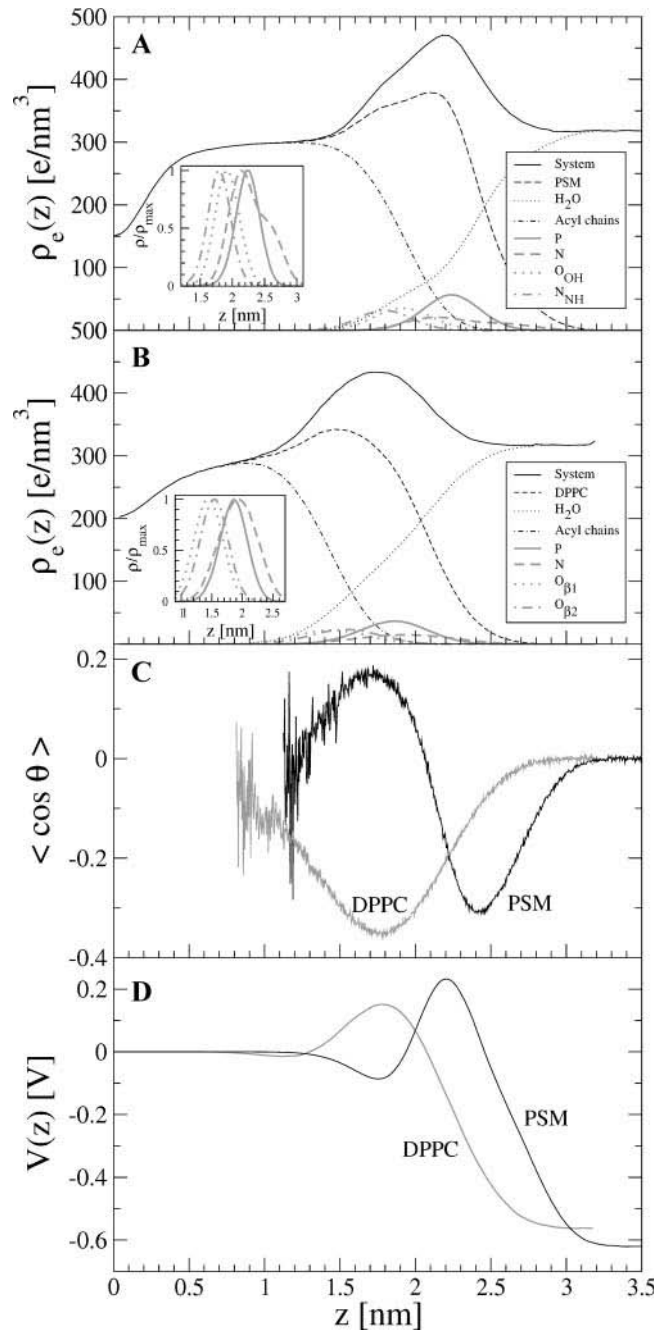 A
ρe(z) [e/nm3]
500
400
300
200
100
500
System
PSM
H2O
Acyl chains
P
N
OOH
NNH
ρ/ρmax
1
0.5
0
1.5 2 2.5 3
z [nm]
B
ρe(z) [e/nm3]
400
300
200
100
System
DPPC
H2O
Acyl chains
P
N
Oβ1
Oβ2
ρ/ρmax
1
0.5
0
1 1.5 2 2.5
z [nm]
C
< cos θ >
0.2
0
-0.2
-0.4
DPPC
PSM
D
V(z) [V]
0.2
0
-0.2
-0.4
-0.6
PSM
DPPC
0 0.5 1 1.5 2 2.5 3 3.5
z [nm]